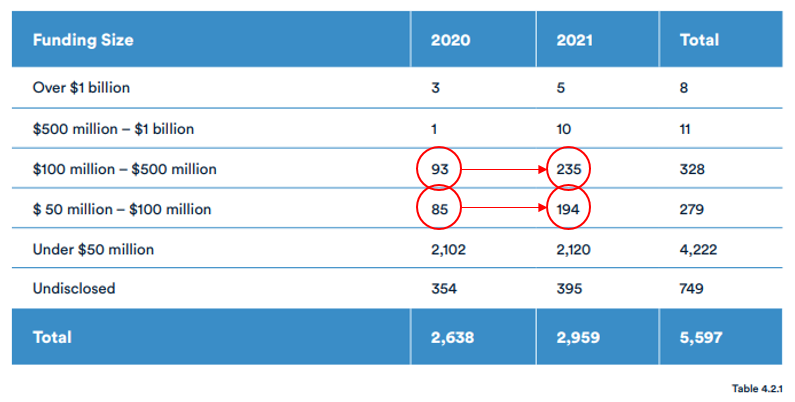 Funding Size 2020 2021 Total
Over $1 billion 3 5 8
$500 million – $1 billion 1 10 11
$100 million – $500 million 93 235 328
$ 50 million – $100 million 85 194 279
Under $50 million 2,102 2,120 4,222
Undisclosed 354 395 749
Total 2,638 2,959 5,597
Table 4.2.1